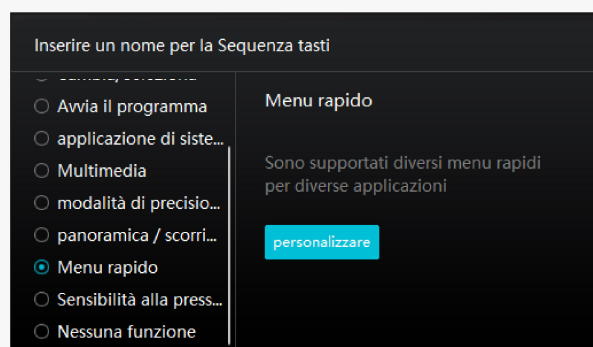 Inserire un nome per la Sequenza tasti
Avvia il programma
applicazione di siste...
Multimedia
modalità di precisio...
panoramica / scorri...
Menu rapido
Sensibilità alla press...
Nessuna funzione
Menu rapido
Sono supportati diversi menu rapidi
per diverse applicazioni
personalizzare